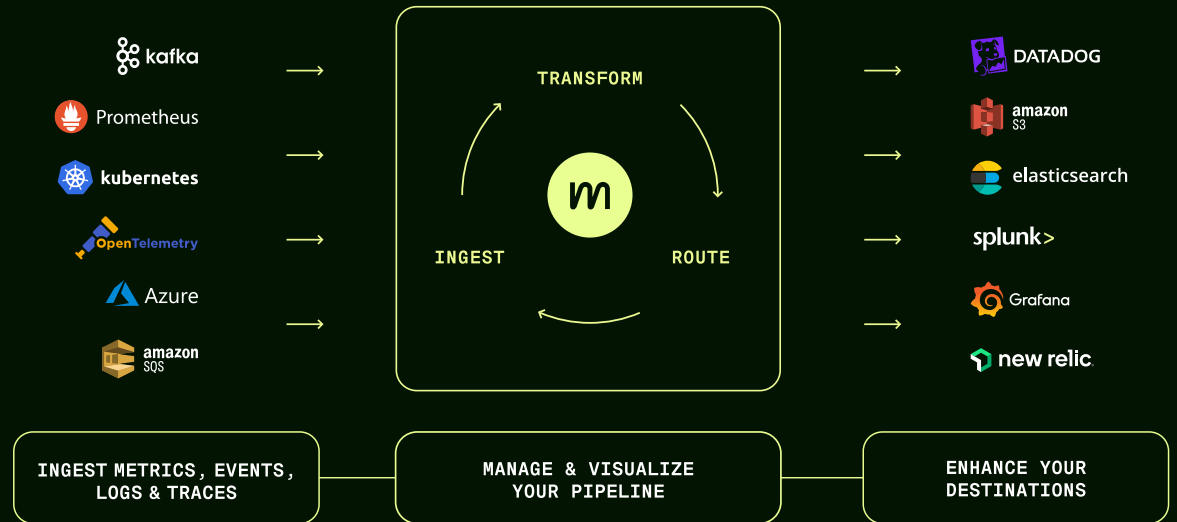 kafka
Prometheus
kubernetes
OpenTelemetry
Azure
amazon
SQS
TRANSFORM
m
INGEST
ROUTE
DATADOG
amazon
S3
elasticsearch
splunk>
Grafana
new relic.
INGEST METRICS, EVENTS,
LOGS & TRACES
MANAGE & VISUALIZE
YOUR PIPELINE
ENHANCE YOUR
DESTINATIONS